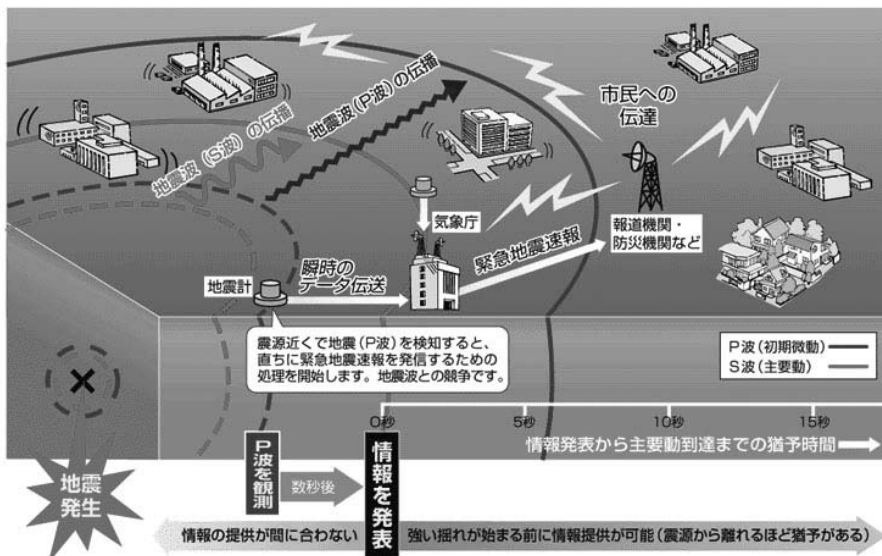 地震波(P波)の伝播
地震波(S波)の伝播
市民への
伝達
気象庁
報道機関・
防災機関など
緊急地震速報
瞬時の
データ伝送
地震計
震源近くで地震(P波)を検知すると、
直ちに緊急地震速報を発信するための
処理を開始します。地震波との競争です。
P波(初期微動)
S波(主要動)
0秒
5秒
10秒
15秒
情報発表から主要動到達までの猶予時間
地震
発生
P波を観測
数秒後
情報を発表
情報の提供が間に合わない
強い揺れが始まる前に情報提供が可能(震源から離れるほど猶予がある)